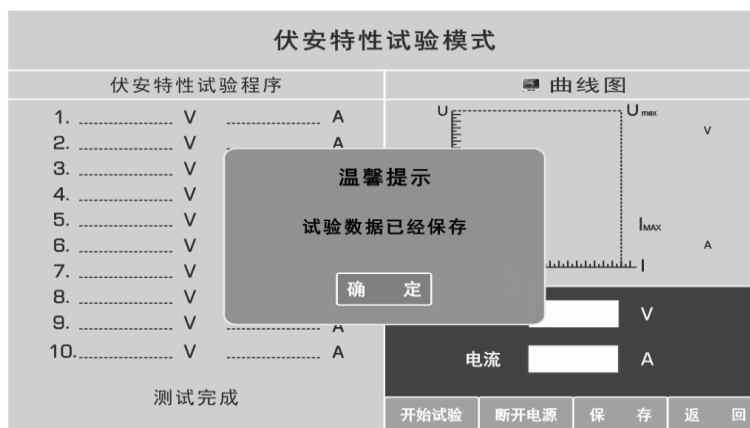 伏安特性试验模式
伏安特性试验程序
曲线图
1. V A
2. V A
3. V
4. V
5. V
6. V
7. V
8. V
9. V A
10. V A
测试完成
U Umax
V
IMAX
A
I
温馨提示
试验数据已经保存
确 定
V
电流 A
开始试验 断开电源 保 存 返 回